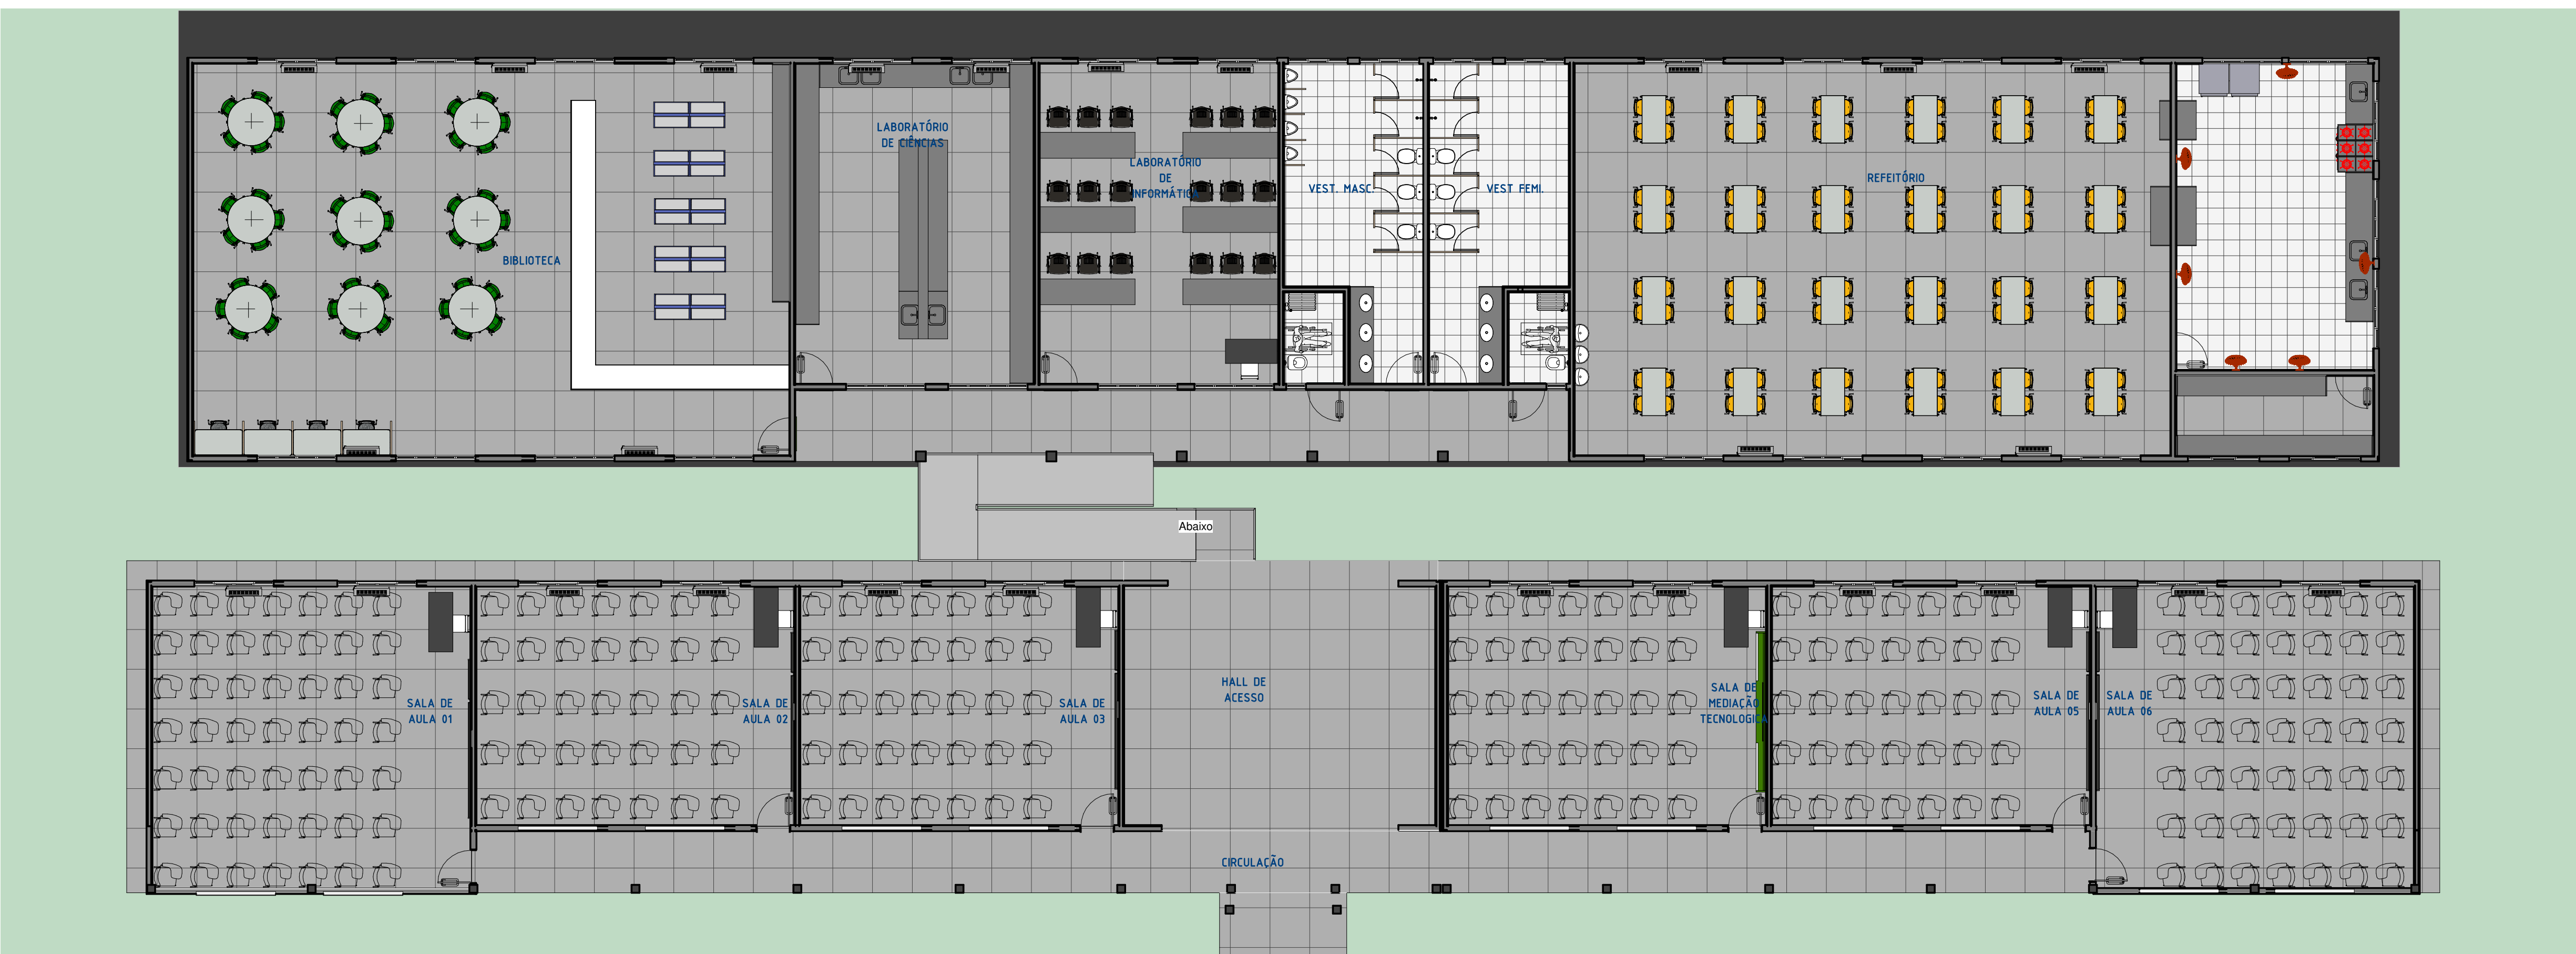 LABORATÓRIO
DE CIÊNCIAS
LABORATÓRIO
DE
INFORMÁTICA
VEST. MASC.
VEST FEMI.
REFEITÓRIO
BIBLIOTECA
Abaixo
SALA DE
AULA 01
SALA DE
AULA 02
SALA DE
AULA 03
HALL DE
ACESSO
SALA DE
MEDIAÇÃO
TECNOLOGICA
SALA DE
AULA 05
SALA DE
AULA 06
CIRCULAÇÃO